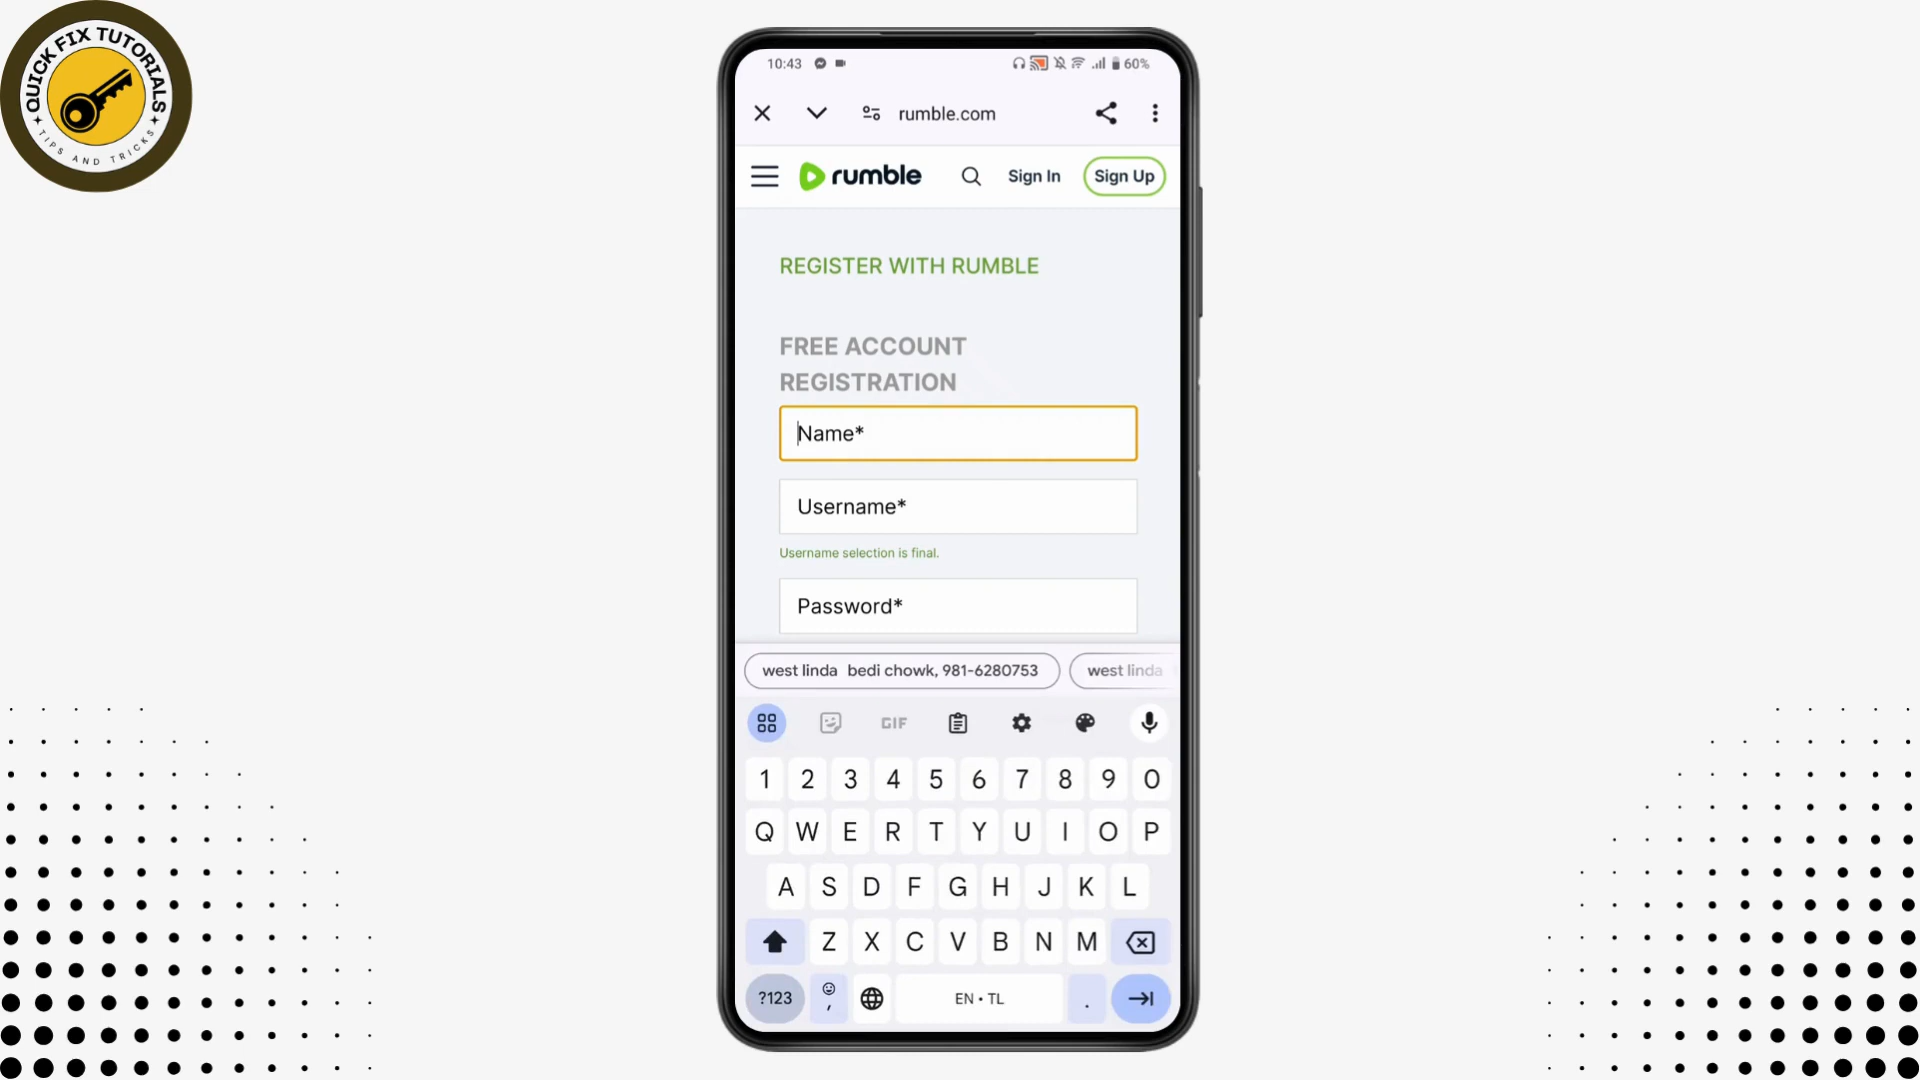 QUICK FIX TUTORIALS
TIPS AND TRICKS
10:43
60%
rumble.com
rumble
Sign In
Sign Up
REGISTER WITH RUMBLE
FREE ACCOUNT
REGISTRATION
Name*
Username*
Username selection is final.
Password*
west linda bedi chowk, 981-6280753
west linda
GIF
1 2 3 4 5 6 7 8 9 0
Q W E R T Y U I O P
A S D F G H J K L
Z X C V B N M
?123 , EN • TL .